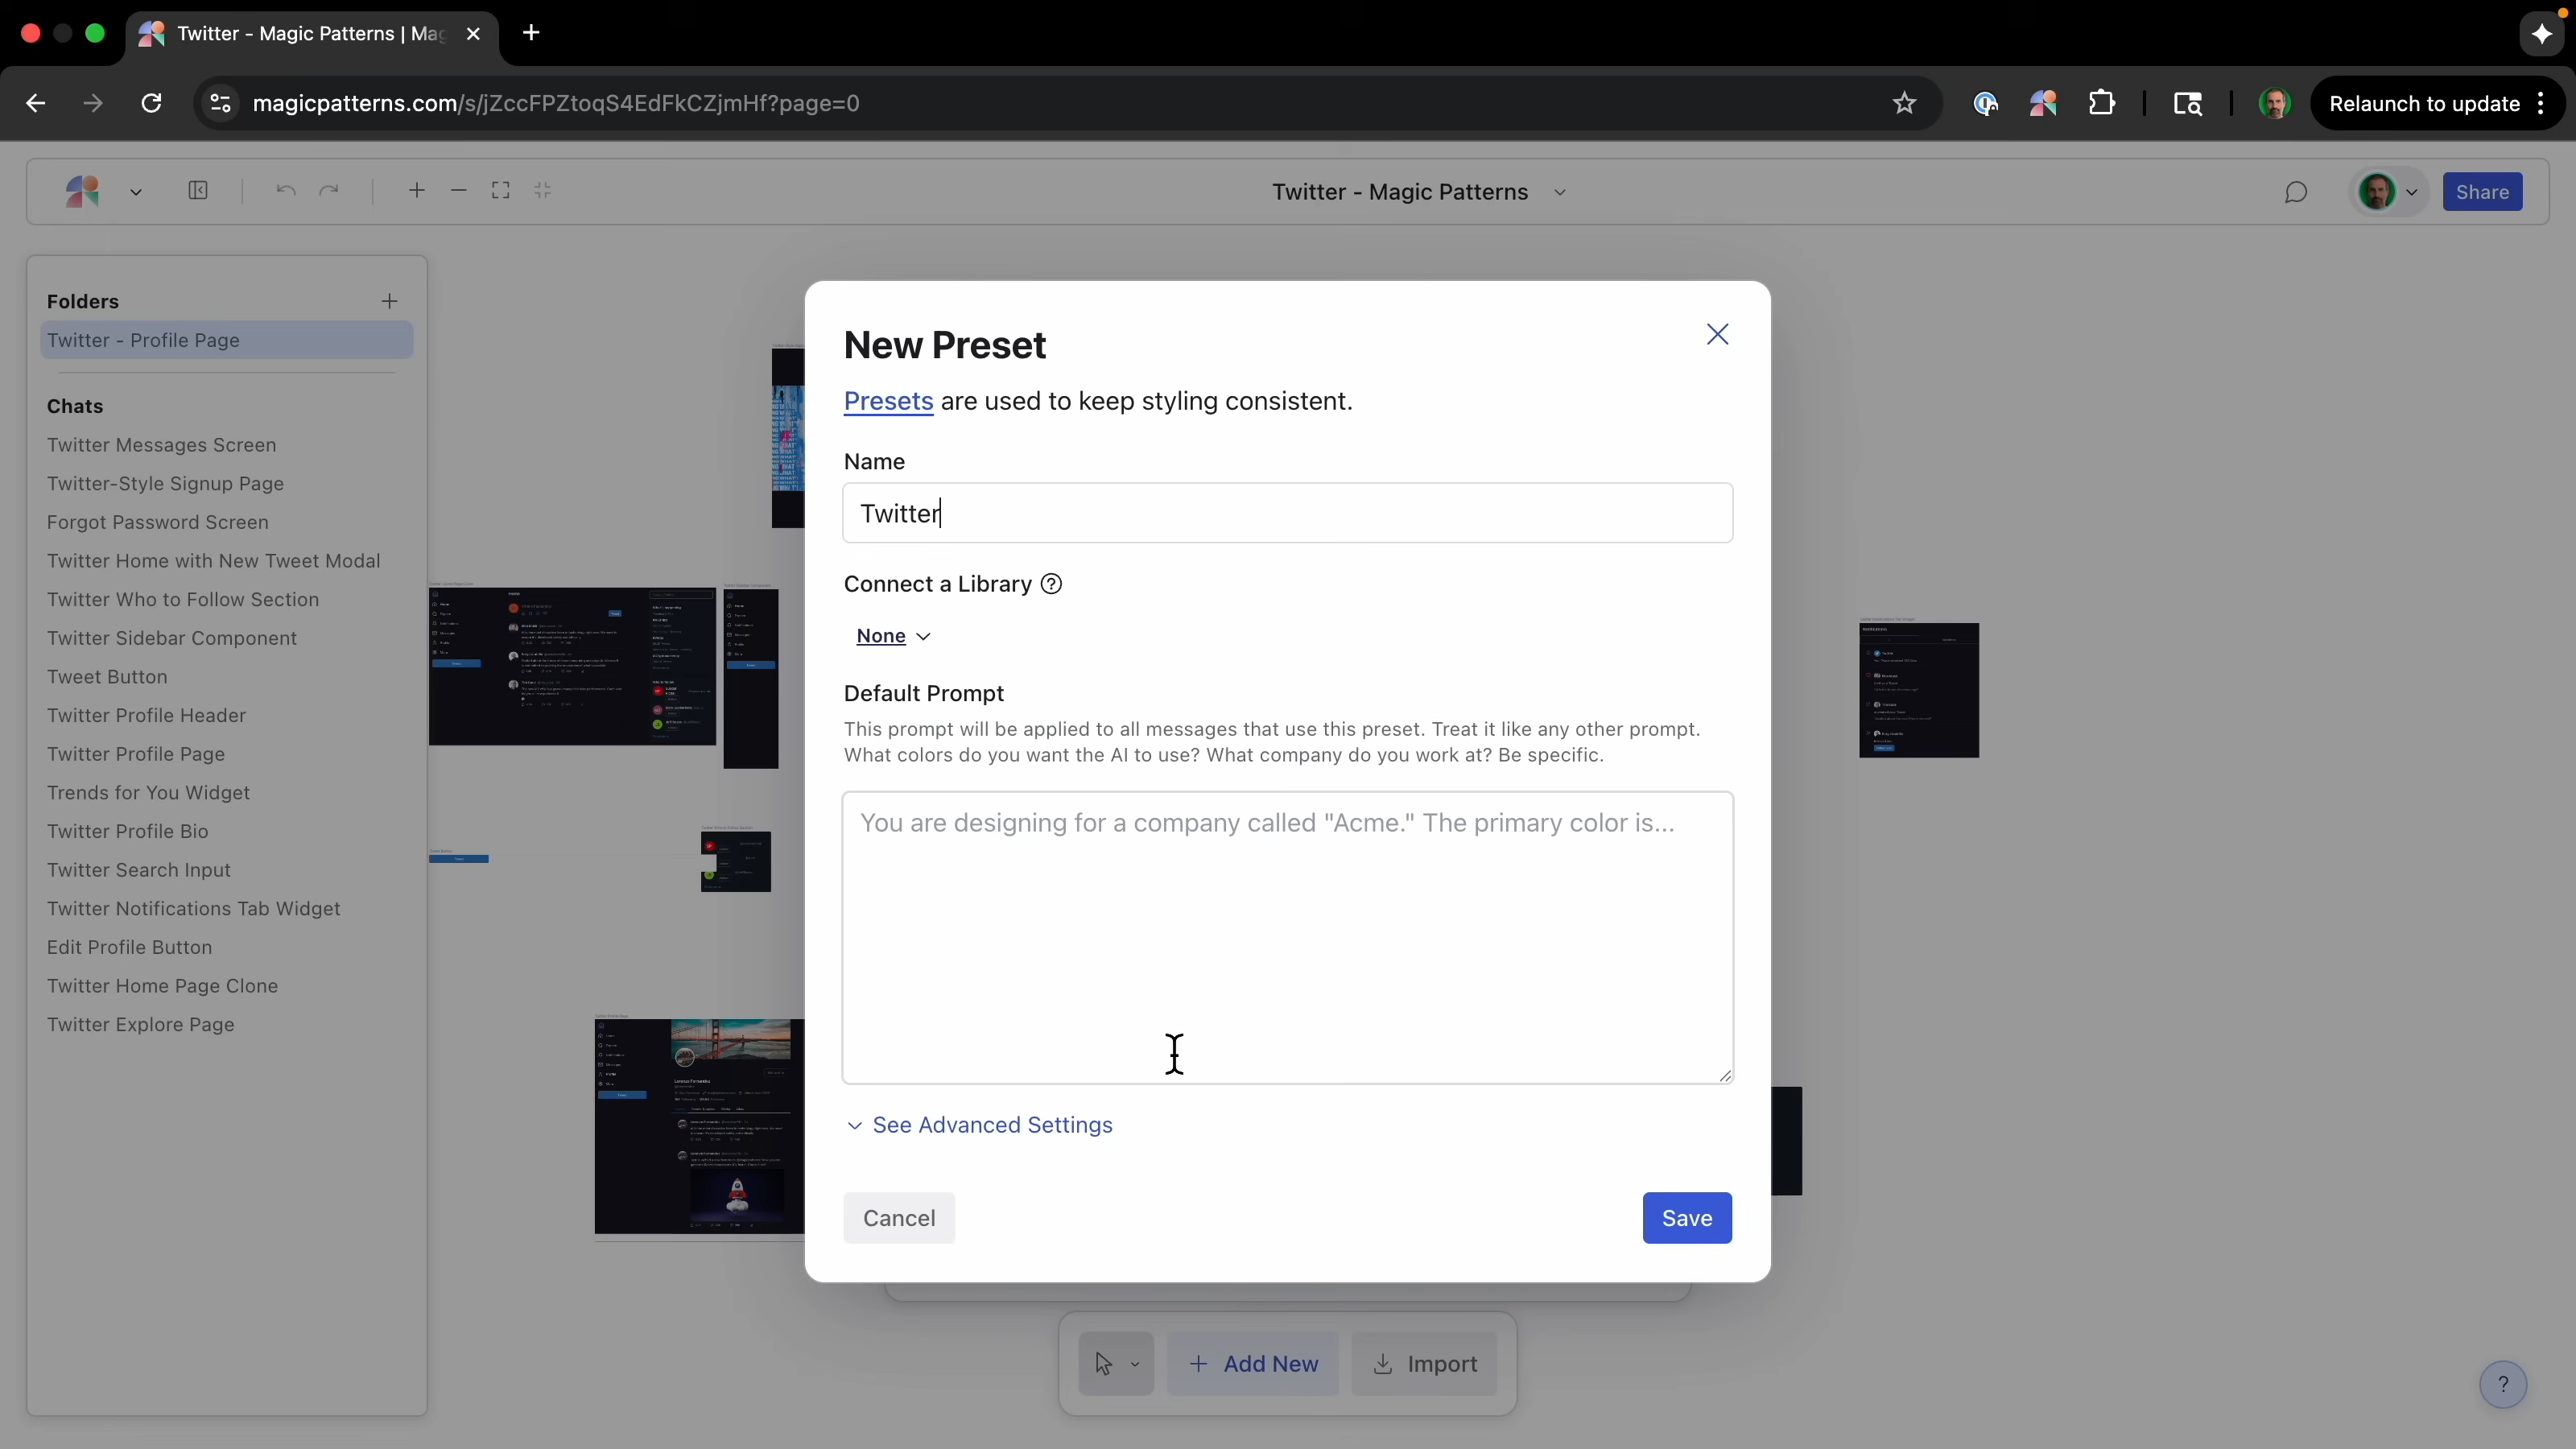 Twitter - Magic Patterns | Mag
magicpatterns.com/s/jZccFPZtoqS4EdFkCZjmHf?page=0
Relaunch to update
Twitter - Magic Patterns
Share
Folders
Twitter - Profile Page
Chats
Twitter Messages Screen
Twitter-Style Signup Page
Forgot Password Screen
Twitter Home with New Tweet Modal
Twitter Who to Follow Section
Twitter Sidebar Component
Tweet Button
Twitter Profile Header
Twitter Profile Page
Trends for You Widget
Twitter Profile Bio
Twitter Search Input
Twitter Notifications Tab Widget
Edit Profile Button
Twitter Home Page Clone
Twitter Explore Page
New Preset
Presets are used to keep styling consistent.
Name
Twitter
Connect a Library ?
None
Default Prompt
This prompt will be applied to all messages that use this preset. Treat it like any other prompt.
What colors do you want the AI to use? What company do you work at? Be specific.
You are designing for a company called "Acme." The primary color is...
See Advanced Settings
Cancel
Save
Add New
Import
?